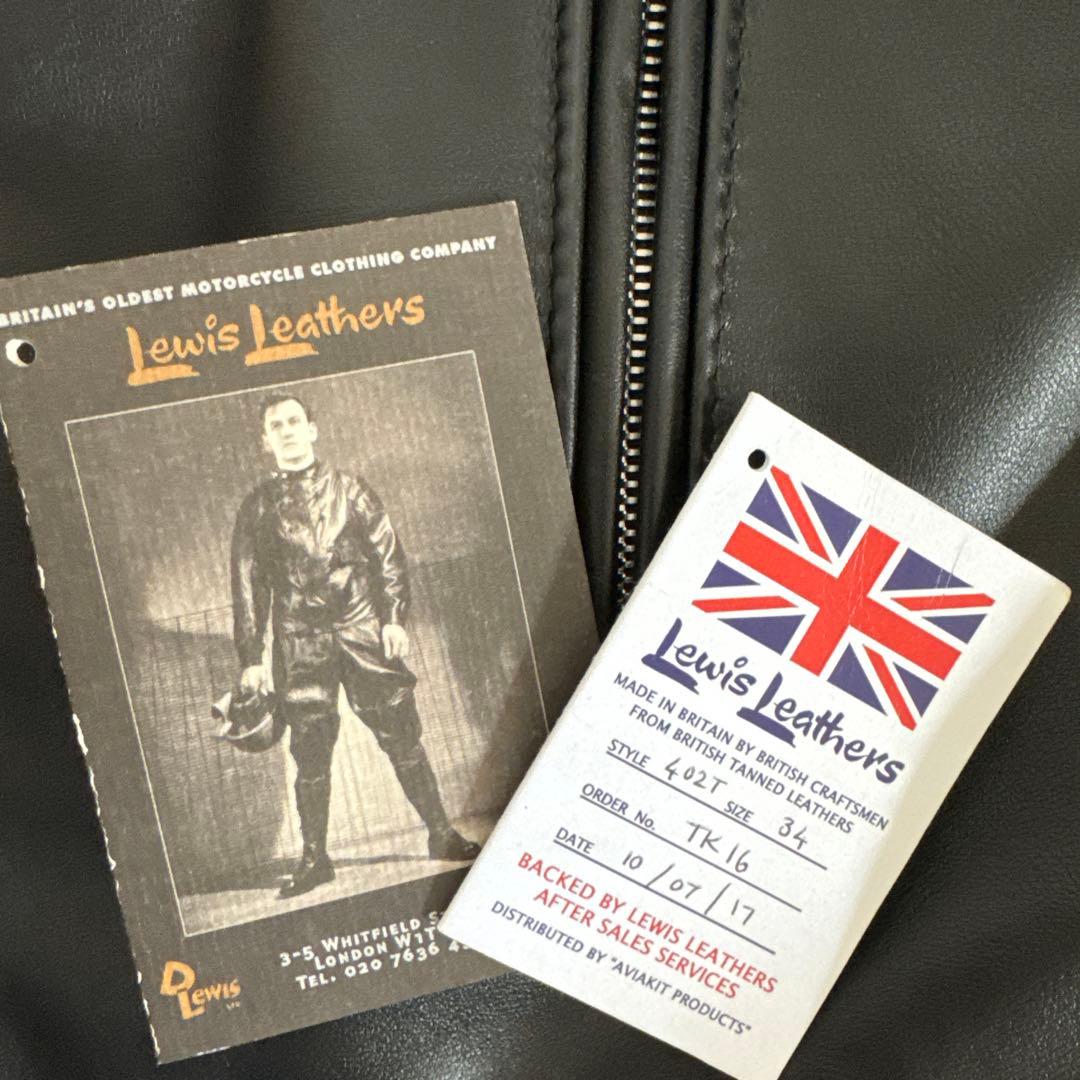 BRITAIN'S OLDEST MOTORCYCLE CLOTHING COMPANY
Lewis Leathers
3-5 WHITFIELD
LONDON
TEL. 020 7636
D Lewis
LTD
Lewis Leathers
MADE IN BRITAIN BY BRITISH CRAFTSMEN
FROM BRITISH TANNED LEATHERS
STYLE 402T SIZE 34
ORDER No. TK16
DATE 10/07/17
BACKED BY LEWIS LEATHERS
AFTER SALES SERVICES
DISTRIBUTED BY "AVIAKIT PRODUCTS"